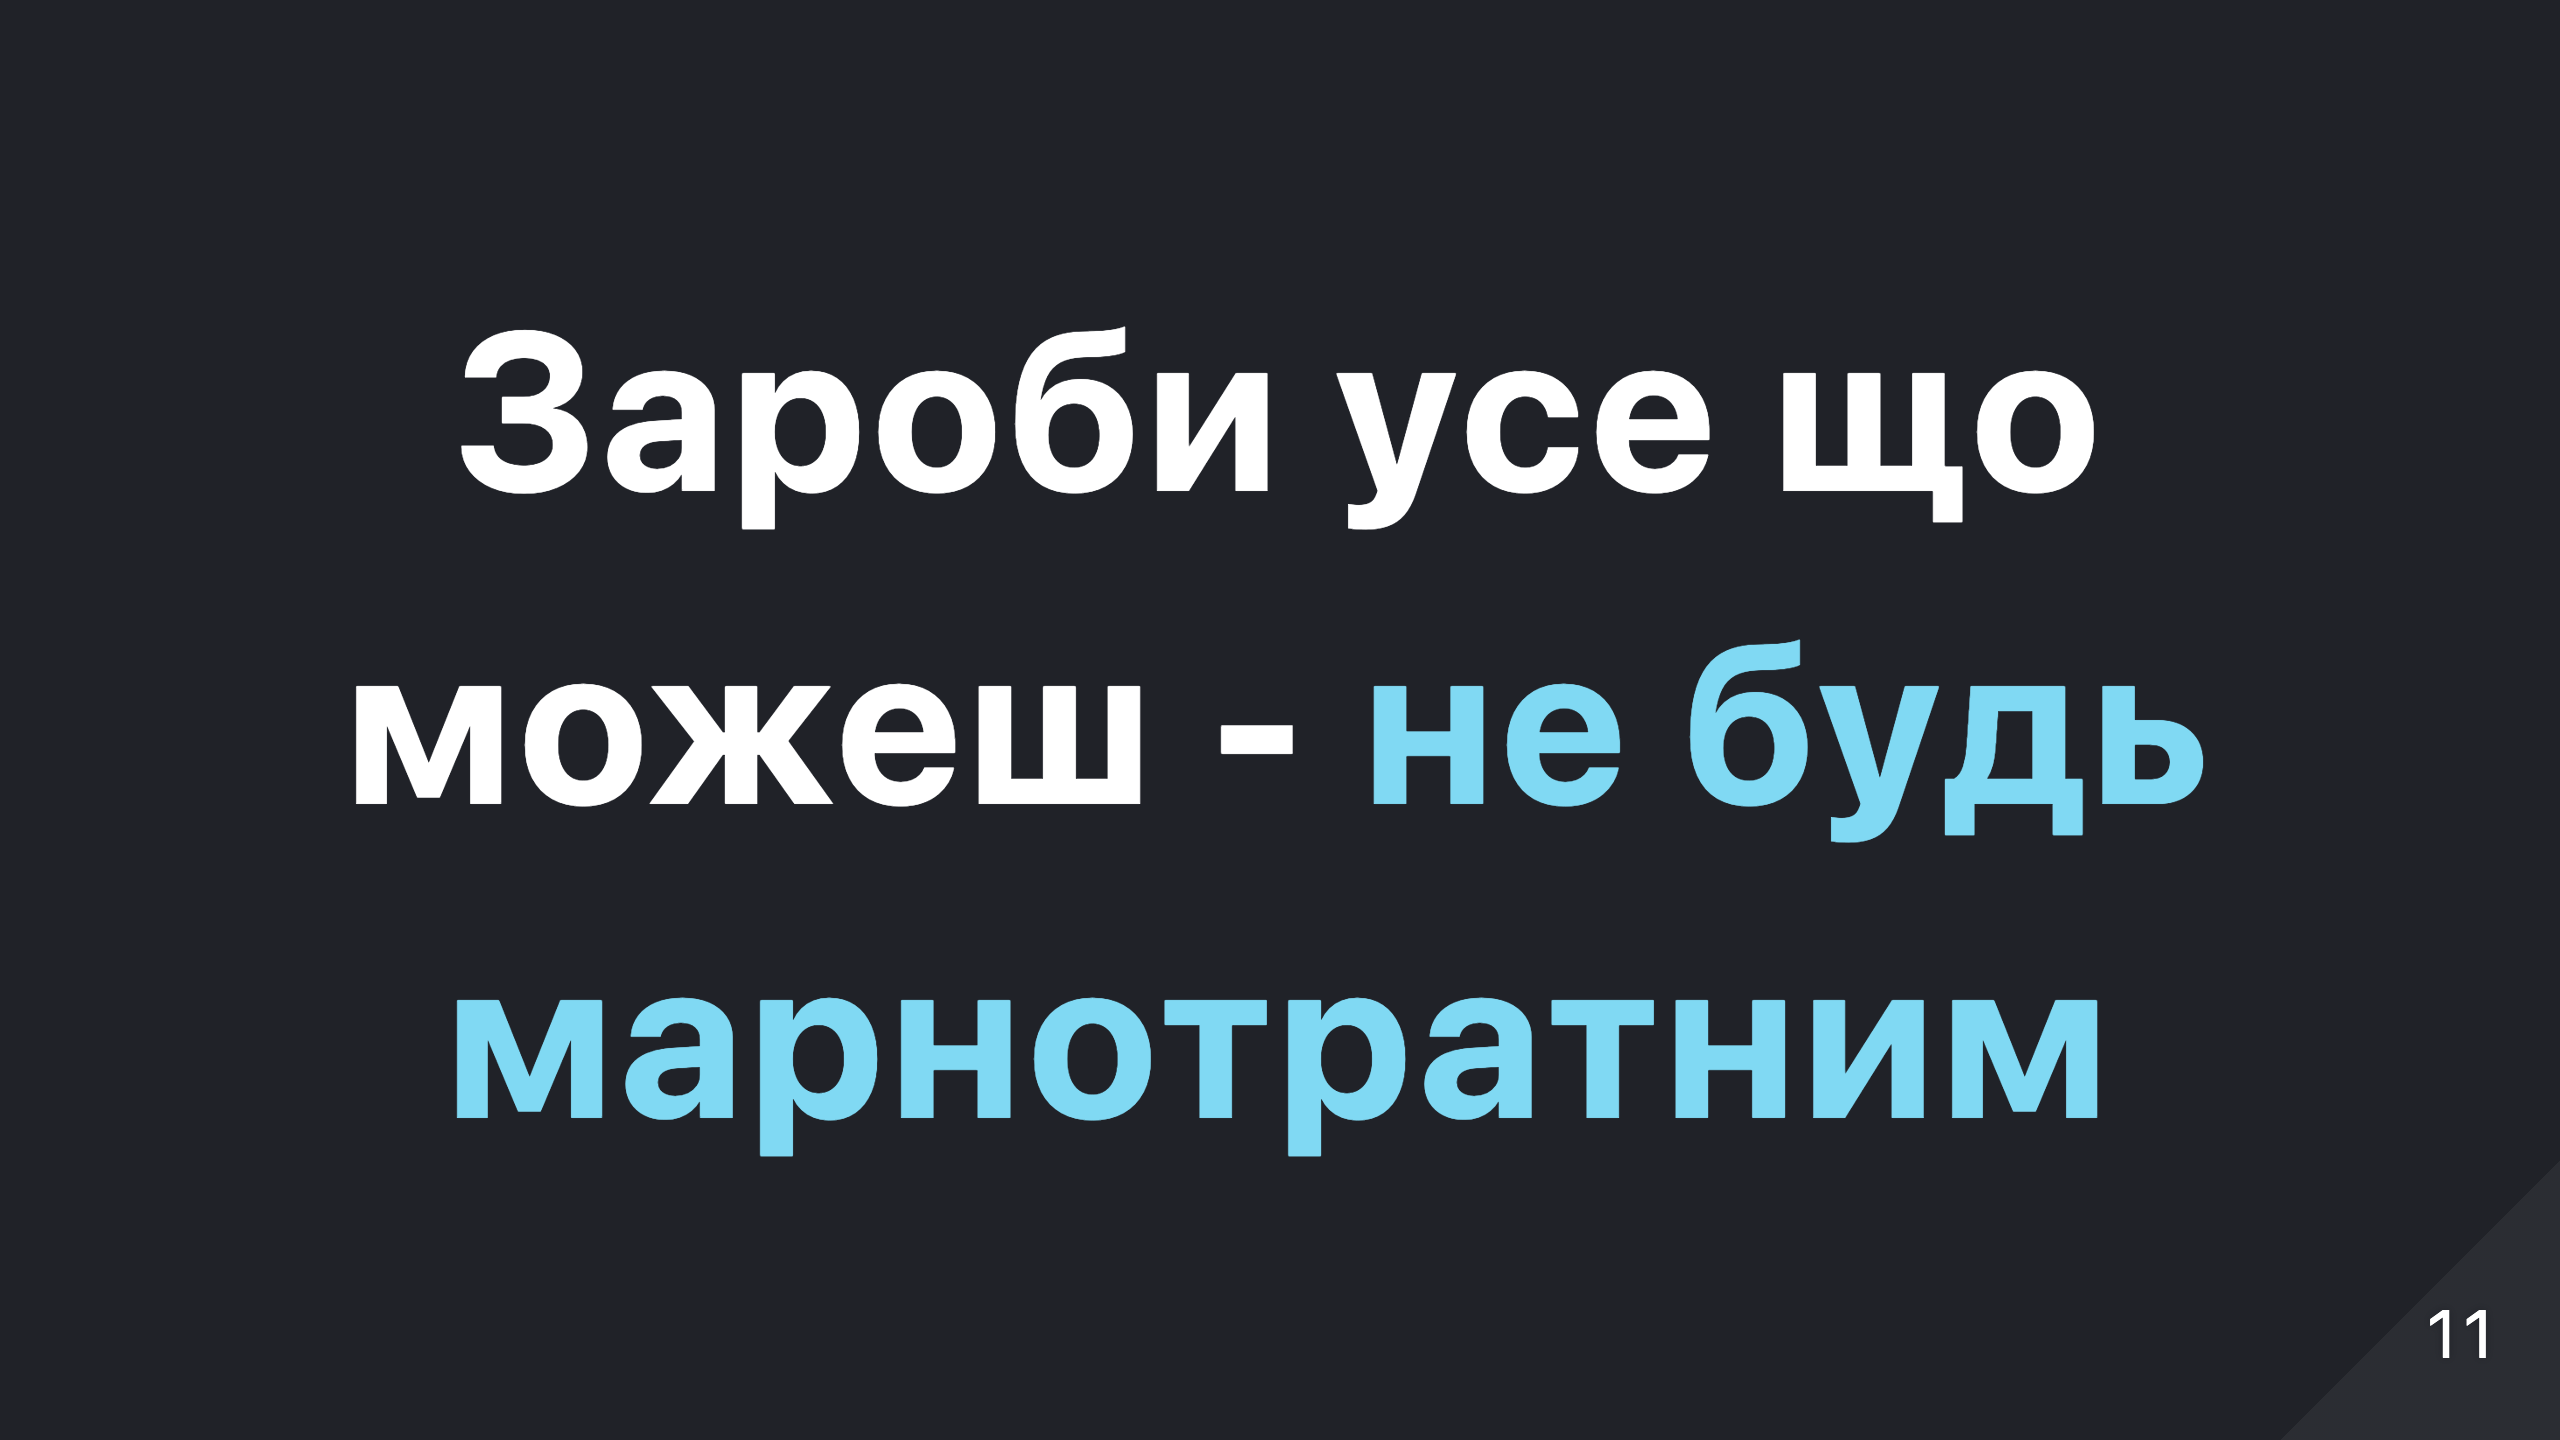 Зароби усе що
можеш - не будь
марнотратним
11